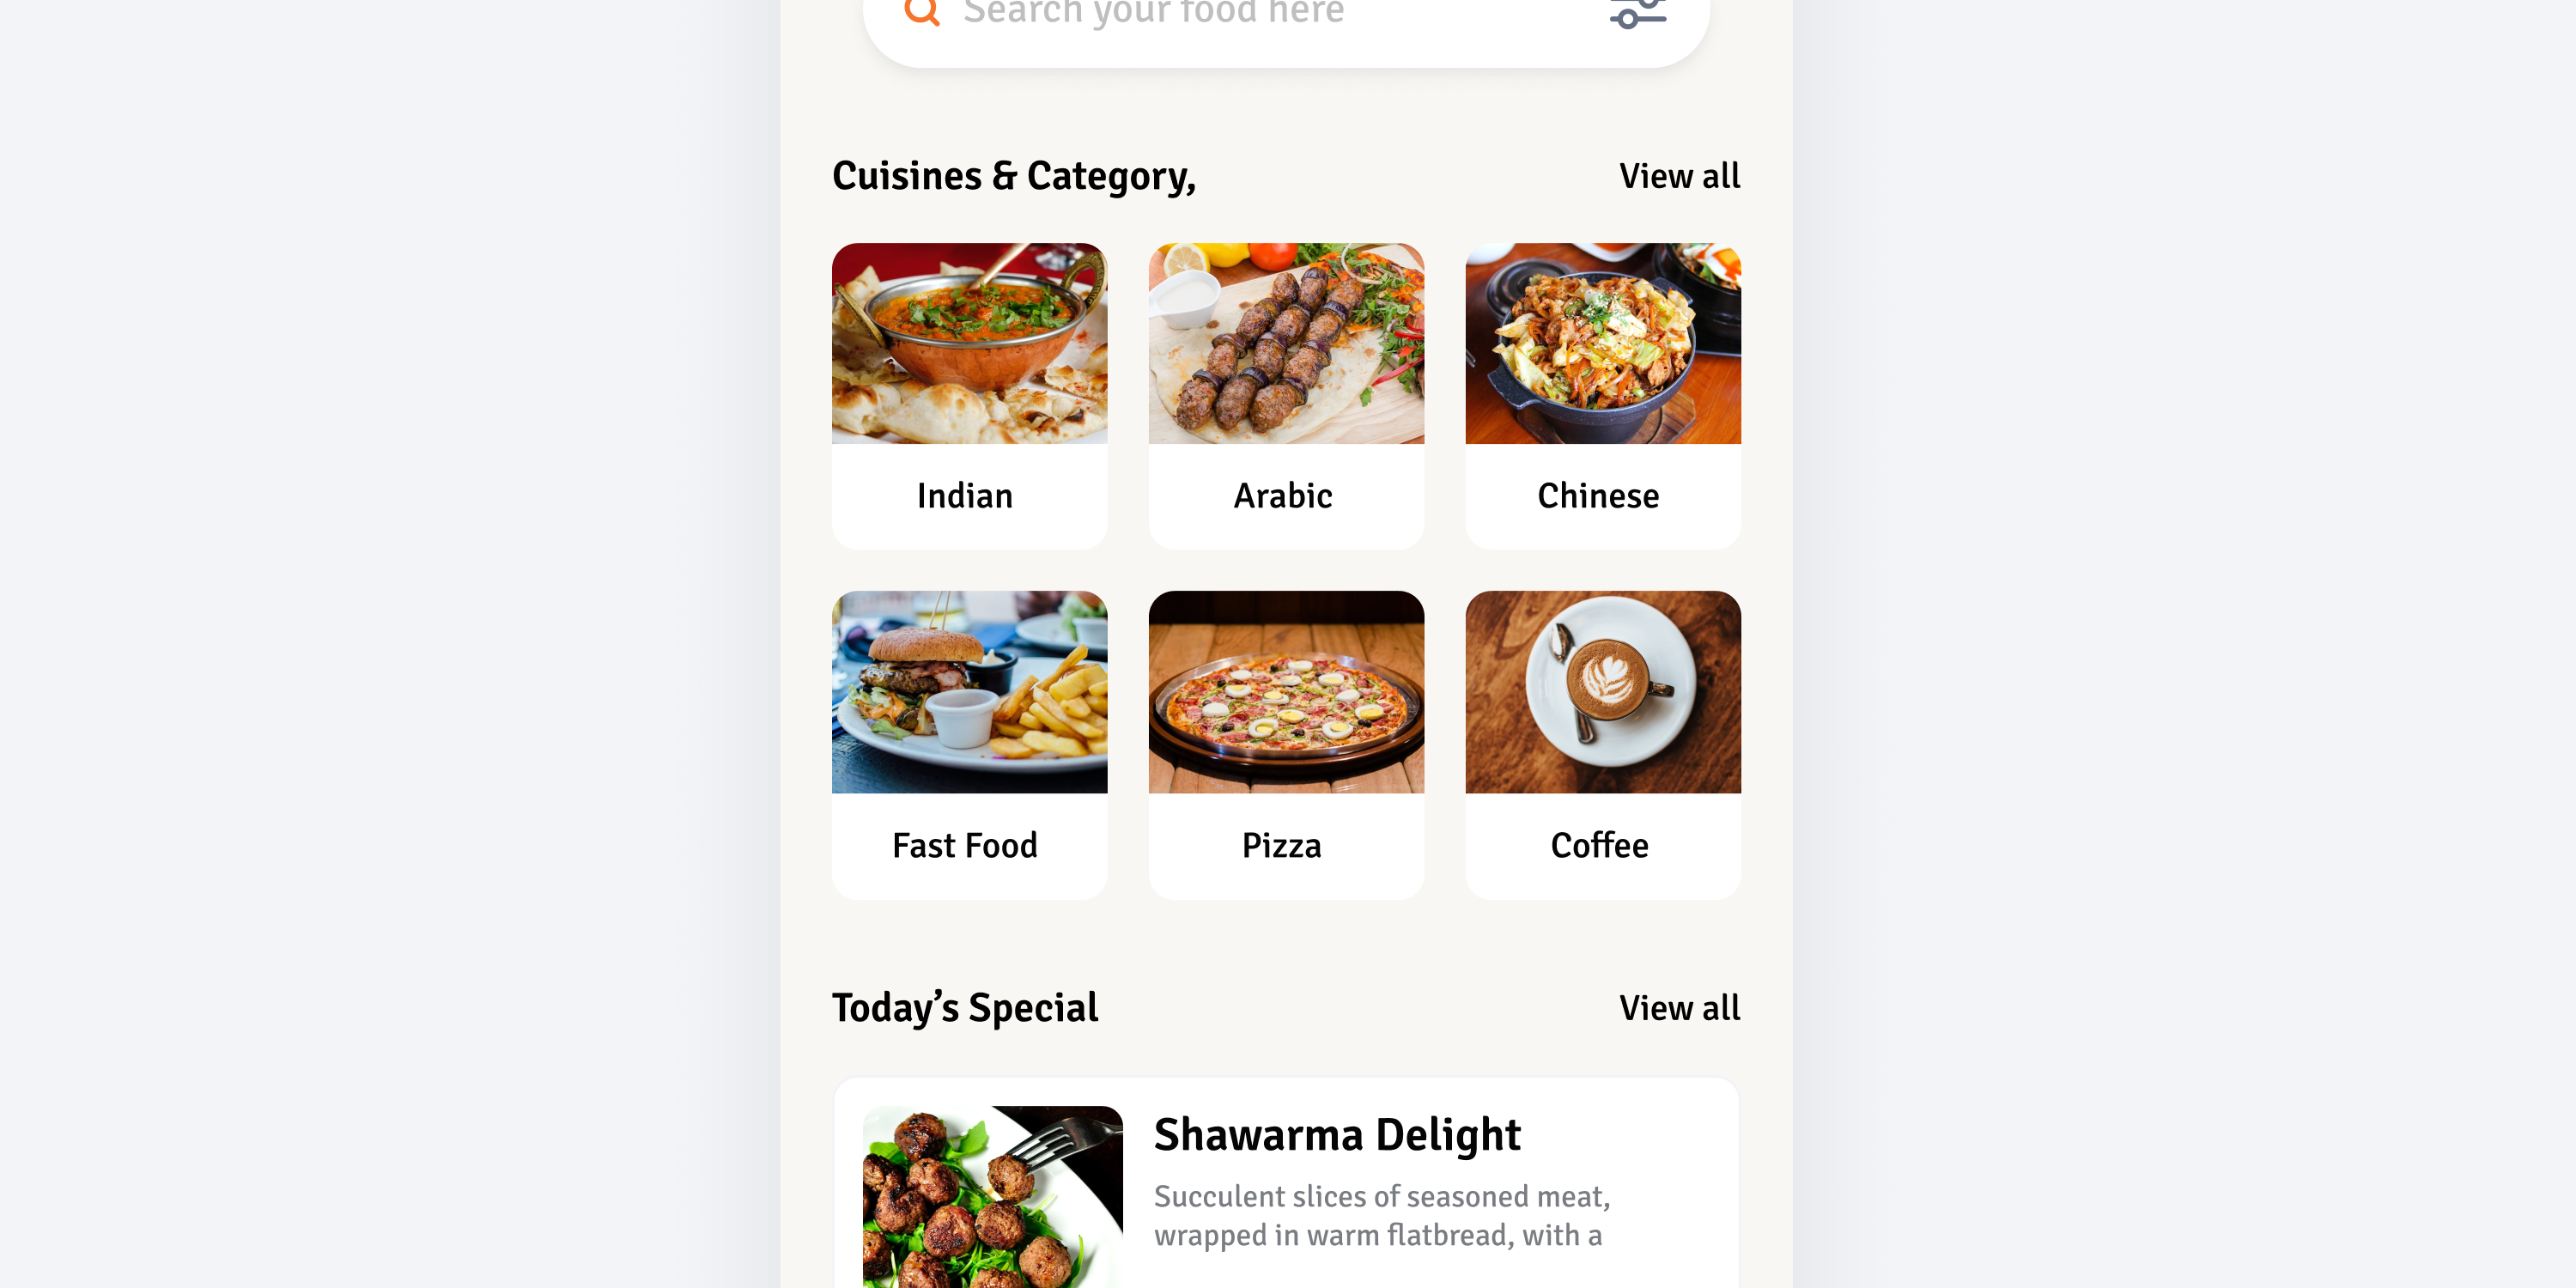 Search your food here
Cuisines & Category,
View all
Indian
Arabic
Chinese
Fast Food
Pizza
Coffee
Today’s Special
View all
Shawarma Delight
Succulent slices of seasoned meat,
wrapped in warm flatbread, with a